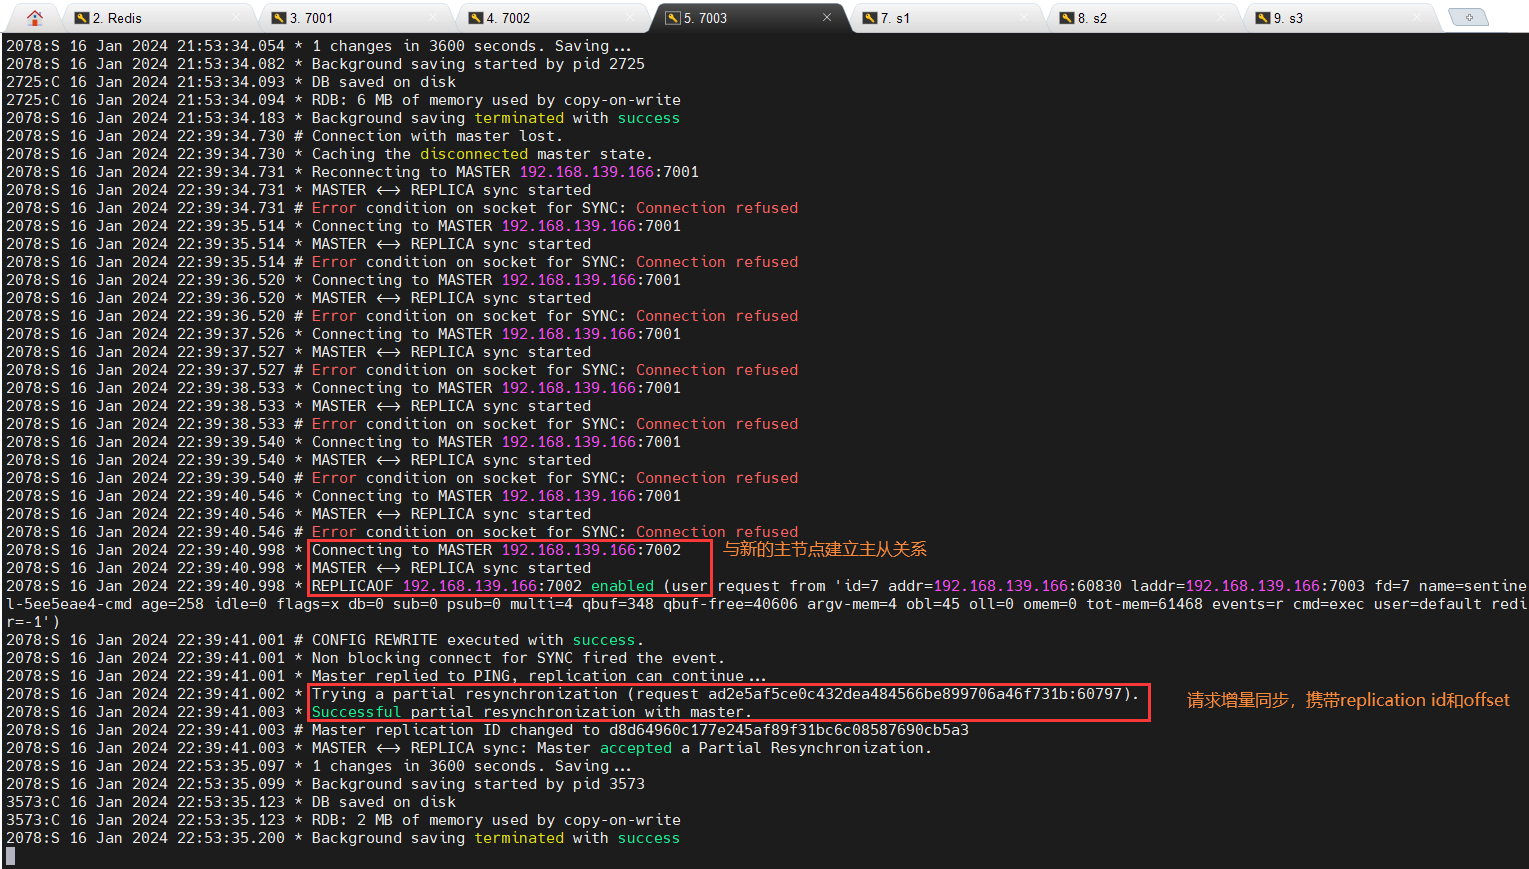 2. Redis
3. 7001
4. 7002
5. 7003
7. s1
8. s2
9. s3
2078:S 16 Jan 2024 21:53:34.054 * 1 changes in 3600 seconds. Saving...
2078:S 16 Jan 2024 21:53:34.082 * Background saving started by pid 2725
2725:C 16 Jan 2024 21:53:34.093 * DB saved on disk
2725:C 16 Jan 2024 21:53:34.094 * RDB: 6 MB of memory used by copy-on-write
2078:S 16 Jan 2024 21:53:34.183 * Background saving terminated with success
2078:S 16 Jan 2024 22:39:34.730 # Connection with master lost.
2078:S 16 Jan 2024 22:39:34.730 * Caching the disconnected master state.
2078:S 16 Jan 2024 22:39:34.731 * Reconnecting to MASTER 192.168.139.166:7001
2078:S 16 Jan 2024 22:39:34.731 * MASTER <-> REPLICA sync started
2078:S 16 Jan 2024 22:39:34.731 # Error condition on socket for SYNC: Connection refused
2078:S 16 Jan 2024 22:39:35.514 * Connecting to MASTER 192.168.139.166:7001
2078:S 16 Jan 2024 22:39:35.514 * MASTER <-> REPLICA sync started
2078:S 16 Jan 2024 22:39:35.514 # Error condition on socket for SYNC: Connection refused
2078:S 16 Jan 2024 22:39:36.520 * Connecting to MASTER 192.168.139.166:7001
2078:S 16 Jan 2024 22:39:36.520 * MASTER <-> REPLICA sync started
2078:S 16 Jan 2024 22:39:36.520 # Error condition on socket for SYNC: Connection refused
2078:S 16 Jan 2024 22:39:37.526 * Connecting to MASTER 192.168.139.166:7001
2078:S 16 Jan 2024 22:39:37.527 * MASTER <-> REPLICA sync started
2078:S 16 Jan 2024 22:39:37.527 # Error condition on socket for SYNC: Connection refused
2078:S 16 Jan 2024 22:39:38.533 * Connecting to MASTER 192.168.139.166:7001
2078:S 16 Jan 2024 22:39:38.533 * MASTER <-> REPLICA sync started
2078:S 16 Jan 2024 22:39:38.533 # Error condition on socket for SYNC: Connection refused
2078:S 16 Jan 2024 22:39:39.540 * Connecting to MASTER 192.168.139.166:7001
2078:S 16 Jan 2024 22:39:39.540 * MASTER <-> REPLICA sync started
2078:S 16 Jan 2024 22:39:39.540 # Error condition on socket for SYNC: Connection refused
2078:S 16 Jan 2024 22:39:40.546 * Connecting to MASTER 192.168.139.166:7001
2078:S 16 Jan 2024 22:39:40.546 * MASTER <-> REPLICA sync started
2078:S 16 Jan 2024 22:39:40.546 # Error condition on socket for SYNC: Connection refused
2078:S 16 Jan 2024 22:39:40.998 * Connecting to MASTER 192.168.139.166:7002
与新的主节点建立主从关系
2078:S 16 Jan 2024 22:39:40.998 * MASTER <-> REPLICA sync started
2078:S 16 Jan 2024 22:39:40.998 * REPLICAOF 192.168.139.166:7002 enabled (user request from 'id=7 addr=192.168.139.166:60830 laddr=192.168.139.166:7003 fd=7 name=sentine
l-5ee5eae4-cmd age=258 idle=0 flags=x db=0 sub=0 psub=0 multi=4 qbuf=348 qbuf-free=40606 argv-mem=4 obl=45 oll=0 omem=0 tot-mem=61468 events=r cmd=exec user=default redi
r=-1')
2078:S 16 Jan 2024 22:39:41.001 # CONFIG REWRITE executed with success.
2078:S 16 Jan 2024 22:39:41.001 * Non blocking connect for SYNC fired the event.
2078:S 16 Jan 2024 22:39:41.001 * Master replied to PING, replication can continue...
2078:S 16 Jan 2024 22:39:41.002 * Trying a partial resynchronization (request ad2e5af5ce0c432dea484566be899706a46f731b:60797).
请求增量同步，携带replication id和offset
2078:S 16 Jan 2024 22:39:41.003 * Successful partial resynchronization with master.
2078:S 16 Jan 2024 22:39:41.003 # Master replication ID changed to d8d64960c177e245af89f31bc6c08587690cb5a3
2078:S 16 Jan 2024 22:39:41.003 * MASTER <-> REPLICA sync: Master accepted a Partial Resynchronization.
2078:S 16 Jan 2024 22:53:35.097 * 1 changes in 3600 seconds. Saving...
2078:S 16 Jan 2024 22:53:35.099 * Background saving started by pid 3573
3573:C 16 Jan 2024 22:53:35.123 * DB saved on disk
3573:C 16 Jan 2024 22:53:35.123 * RDB: 2 MB of memory used by copy-on-write
2078:S 16 Jan 2024 22:53:35.200 * Background saving terminated with success